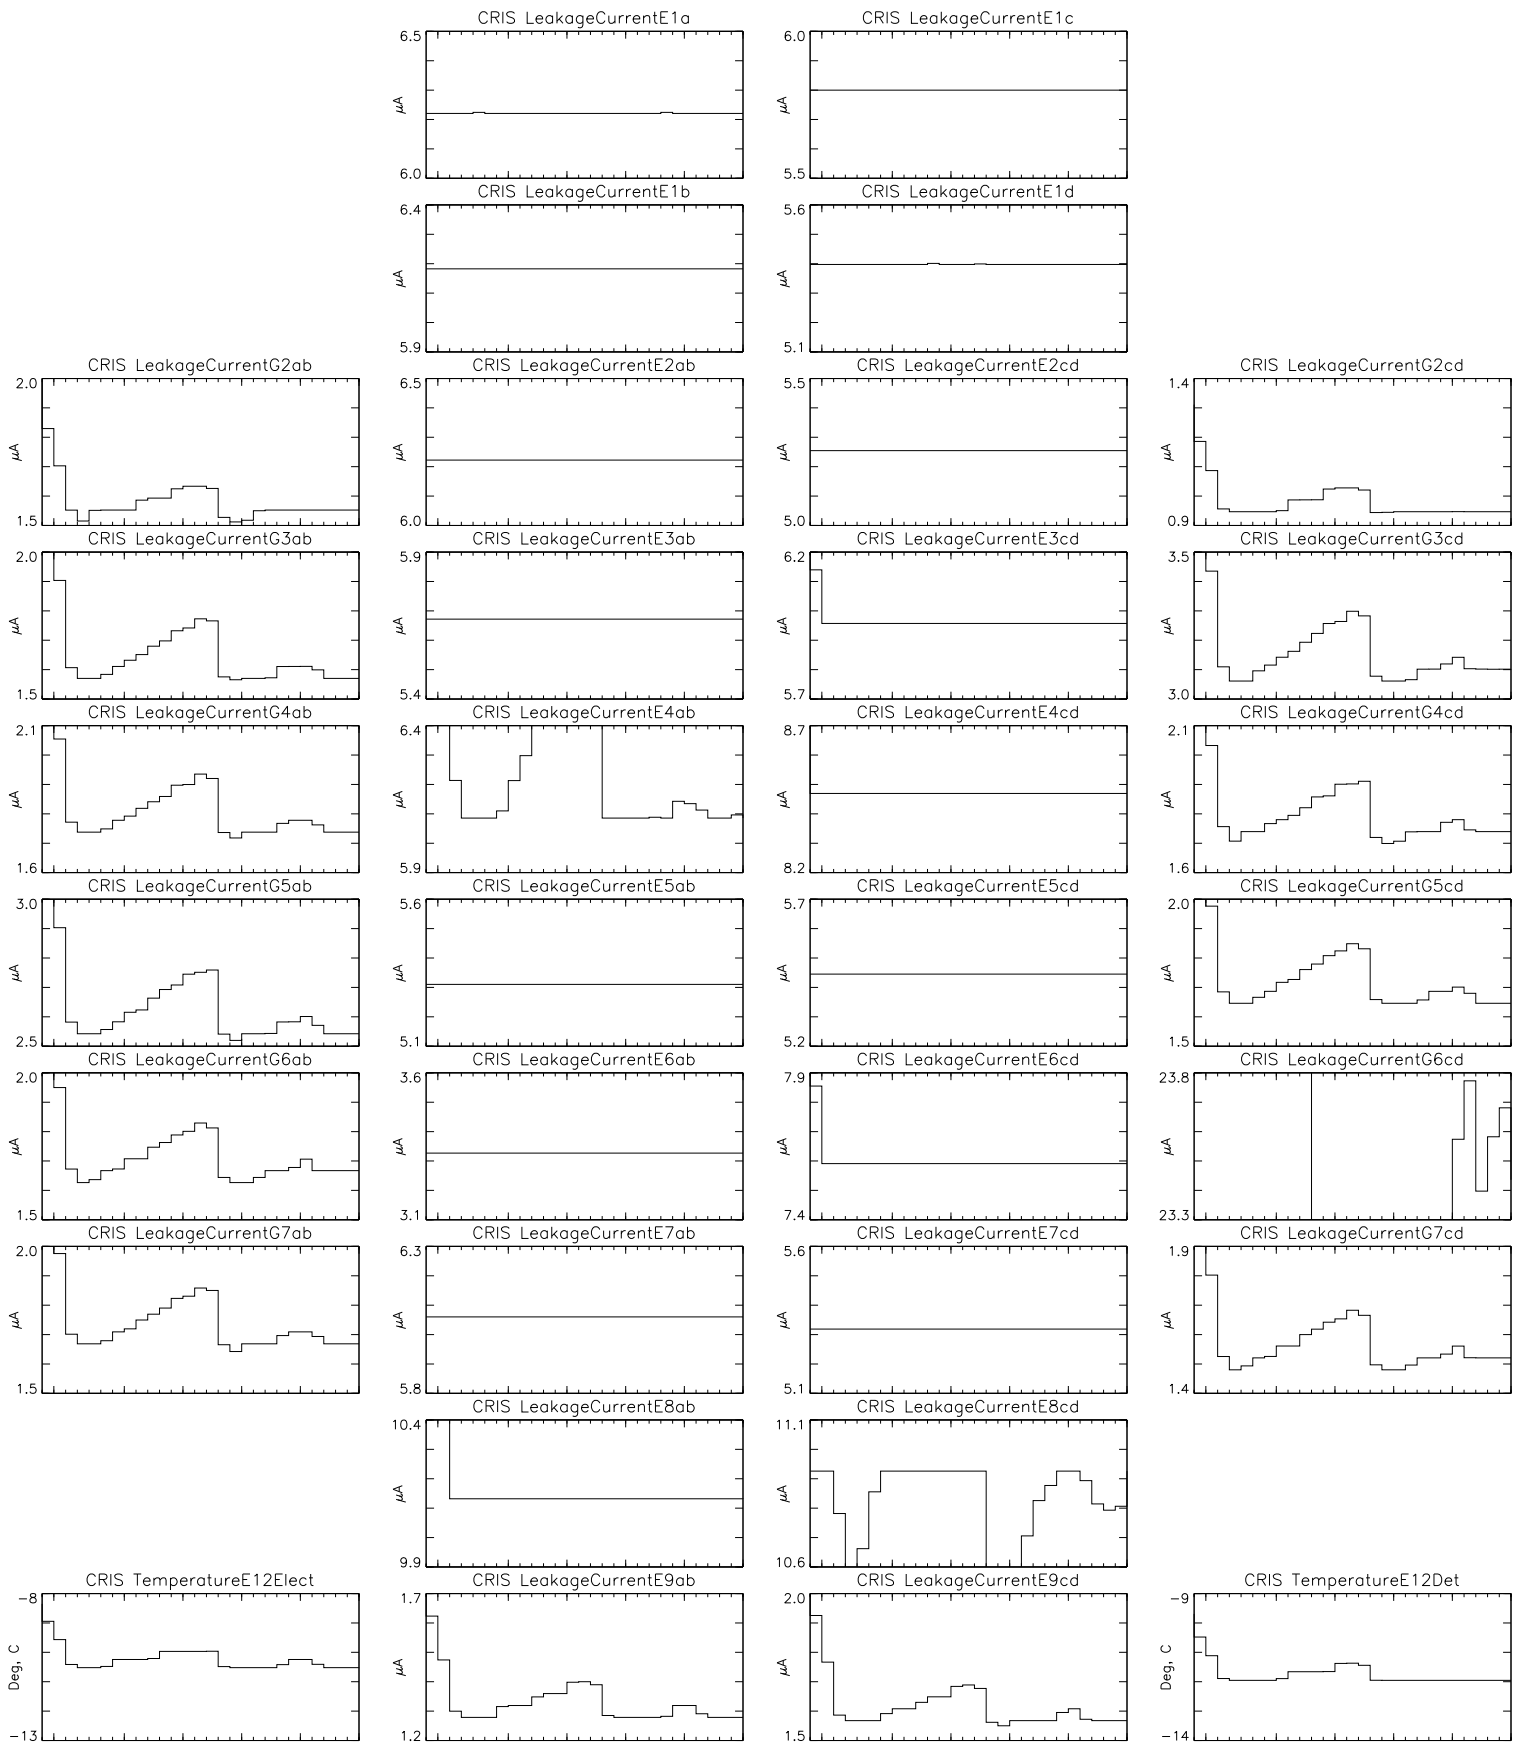 CRIS LeakageCurrentE1a CRIS LeakageCurrentE1c
6.5 6.0
µA µA
6.0 5.5
CRIS LeakageCurrentE1b CRIS LeakageCurrentE1d
6.4 5.6
µA µA
5.9 5.1
CRIS LeakageCurrentG2ab CRIS LeakageCurrentE2ab CRIS LeakageCurrentE2cd CRIS LeakageCurrentG2cd
2.0 6.5 5.5 1.4
µA µA µA µA
1.5 6.0 5.0 0.9
CRIS LeakageCurrentG3ab CRIS LeakageCurrentE3ab CRIS LeakageCurrentE3cd CRIS LeakageCurrentG3cd
2.0 5.9 6.2 3.5
µA µA µA µA
1.5 5.4 5.7 3.0
CRIS LeakageCurrentG4ab CRIS LeakageCurrentE4ab CRIS LeakageCurrentE4cd CRIS LeakageCurrentG4cd
2.1 6.4 8.7 2.1
µA µA µA µA
1.6 5.9 8.2 1.6
CRIS LeakageCurrentG5ab CRIS LeakageCurrentE5ab CRIS LeakageCurrentE5cd CRIS LeakageCurrentG5cd
3.0 5.6 5.7 2.0
µA µA µA µA
2.5 5.1 5.2 1.5
CRIS LeakageCurrentG6ab CRIS LeakageCurrentE6ab CRIS LeakageCurrentE6cd CRIS LeakageCurrentG6cd
2.0 3.6 7.9 23.8
µA µA µA µA
1.5 3.1 7.4 23.3
CRIS LeakageCurrentG7ab CRIS LeakageCurrentE7ab CRIS LeakageCurrentE7cd CRIS LeakageCurrentG7cd
2.0 6.3 5.6 1.9
µA µA µA µA
1.5 5.8 5.1 1.4
CRIS LeakageCurrentE8ab CRIS LeakageCurrentE8cd
10.4 11.1
µA µA
9.9 10.6
CRIS TemperatureE12Elect CRIS LeakageCurrentE9ab CRIS LeakageCurrentE9cd CRIS TemperatureE12Det
-8 1.7 2.0 -9
Deg, C µA µA Deg, C
-13 1.2 1.5 -14